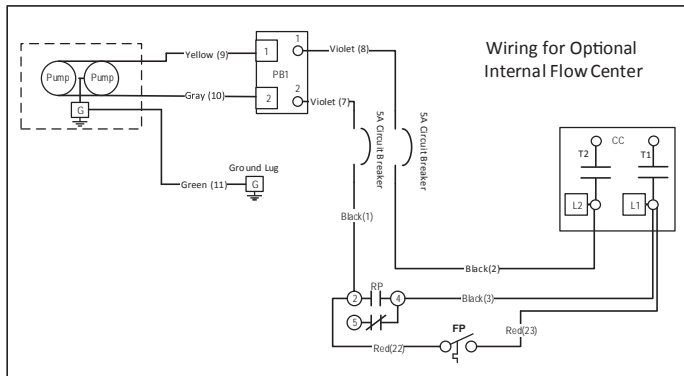 Wiring for Optional
Internal Flow Center
Yellow (9)
1
1
Violet (8)
Pump
Pump
PB1
Gray (10)
2
2
Violet (7)
G
5A Circuit Breaker
5A Circuit Breaker
CC
T2
T1
Ground Lug
Green (11)
G
L2
L1
Black(1)
Black(2)
RP
2
4
Black(3)
5
FP
Red(23)
Red(22)